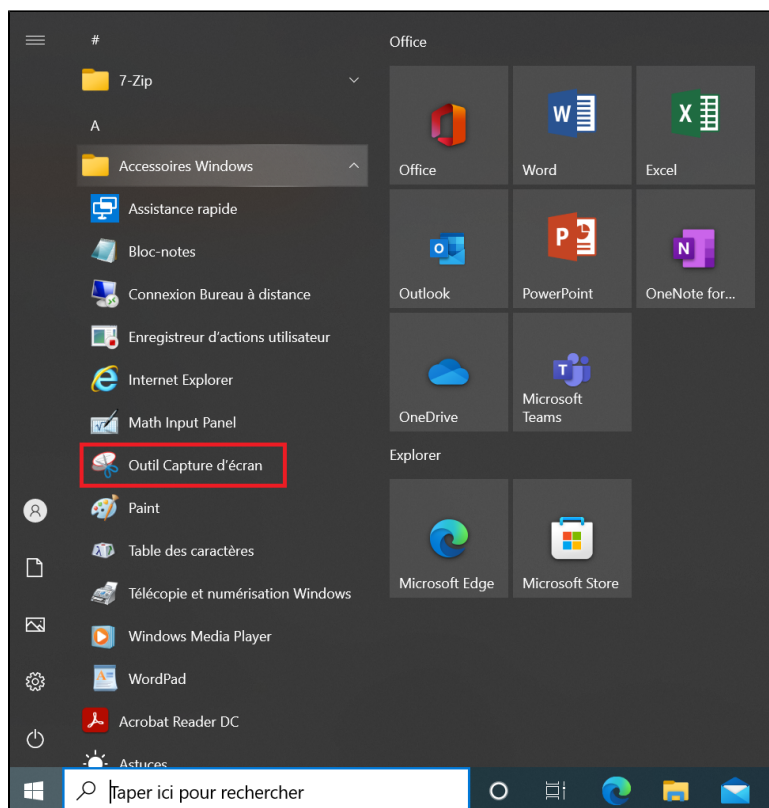 #
7-Zip
A
Accessoires Windows
Assistance rapide
Bloc-notes
Connexion Bureau à distance
Enregistreur d'actions utilisateur
Internet Explorer
Math Input Panel
Outil Capture d'écran
Paint
Table des caractères
Télécopie et numérisation Windows
Windows Media Player
WordPad
Acrobat Reader DC
Astuces
Office
Office
Word
Excel
Outlook
PowerPoint
OneNote for...
OneDrive
Microsoft
Teams
Explorer
Microsoft Edge
Microsoft Store
Taper ici pour rechercher